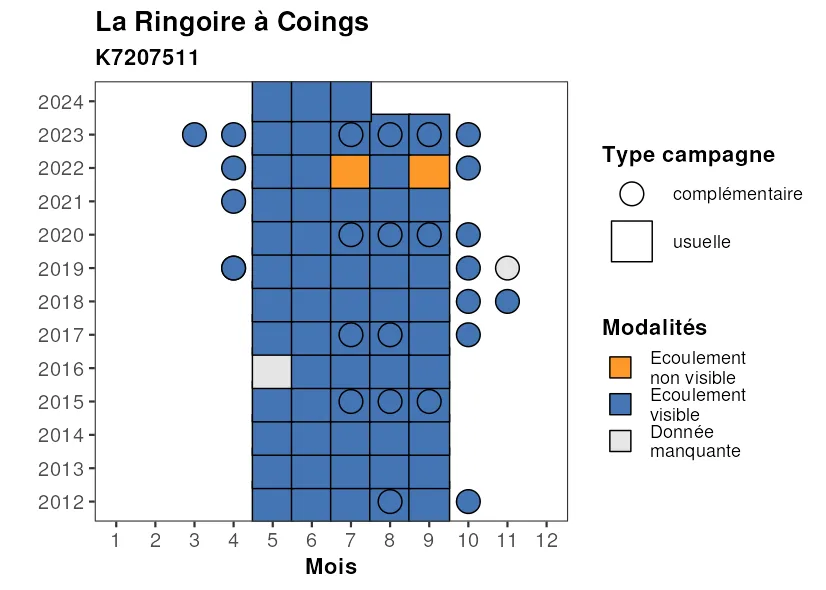 La Ringoire à Coings
K7207511
2024
2023
2022
2021
2020
2019
2018
2017
2016
2015
2014
2013
2012
1 2 3 4 5 6 7 8 9 10 11 12
Mois
Type campagne
complémentaire
usuelle
Modalités
Ecoulement
non visible
Ecoulement
visible
Donnée
manquante